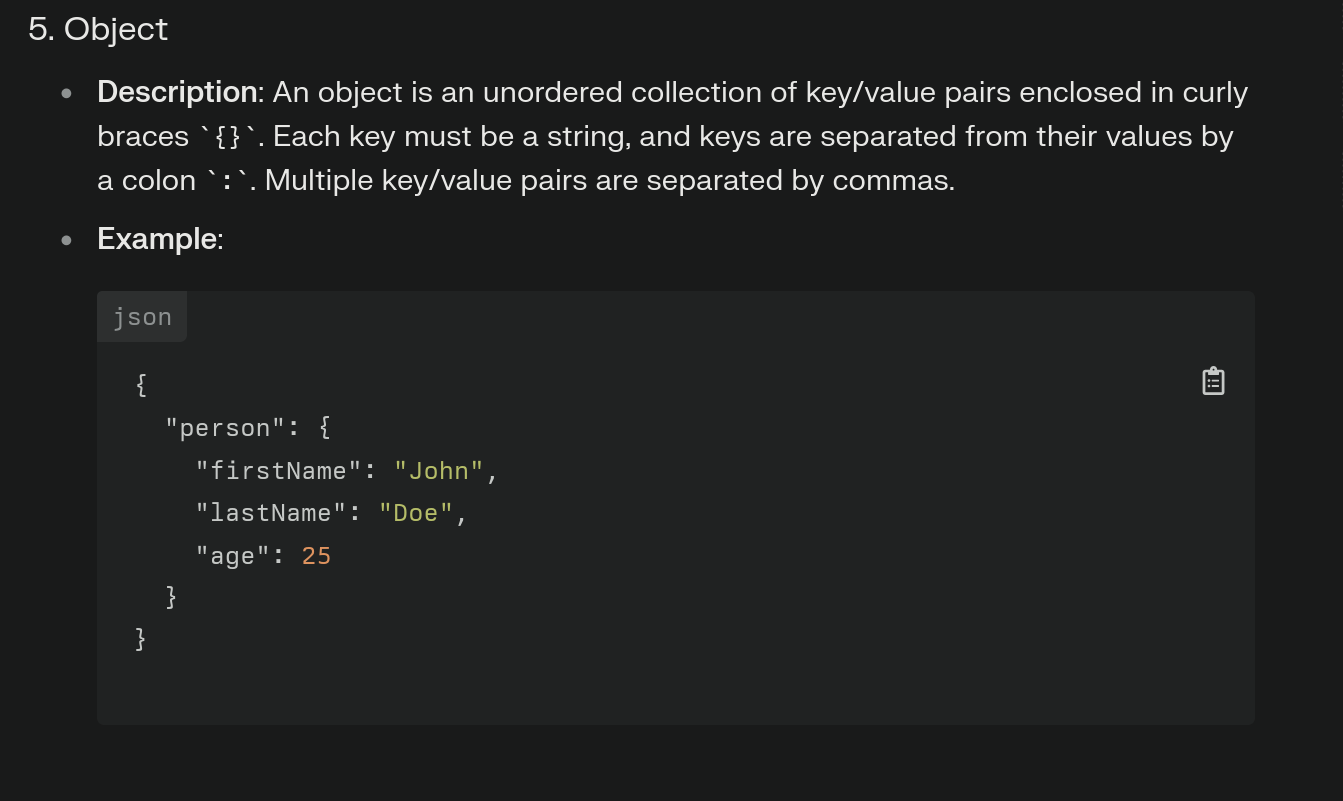 5. Object
Description: An object is an unordered collection of key/value pairs enclosed in curly
braces `{}`. Each key must be a string, and keys are separated from their values by
a colon `:`. Multiple key/value pairs are separated by commas.
Example:
json
{
  "person": {
    "firstName": "John",
    "lastName": "Doe",
    "age": 25
  }
}